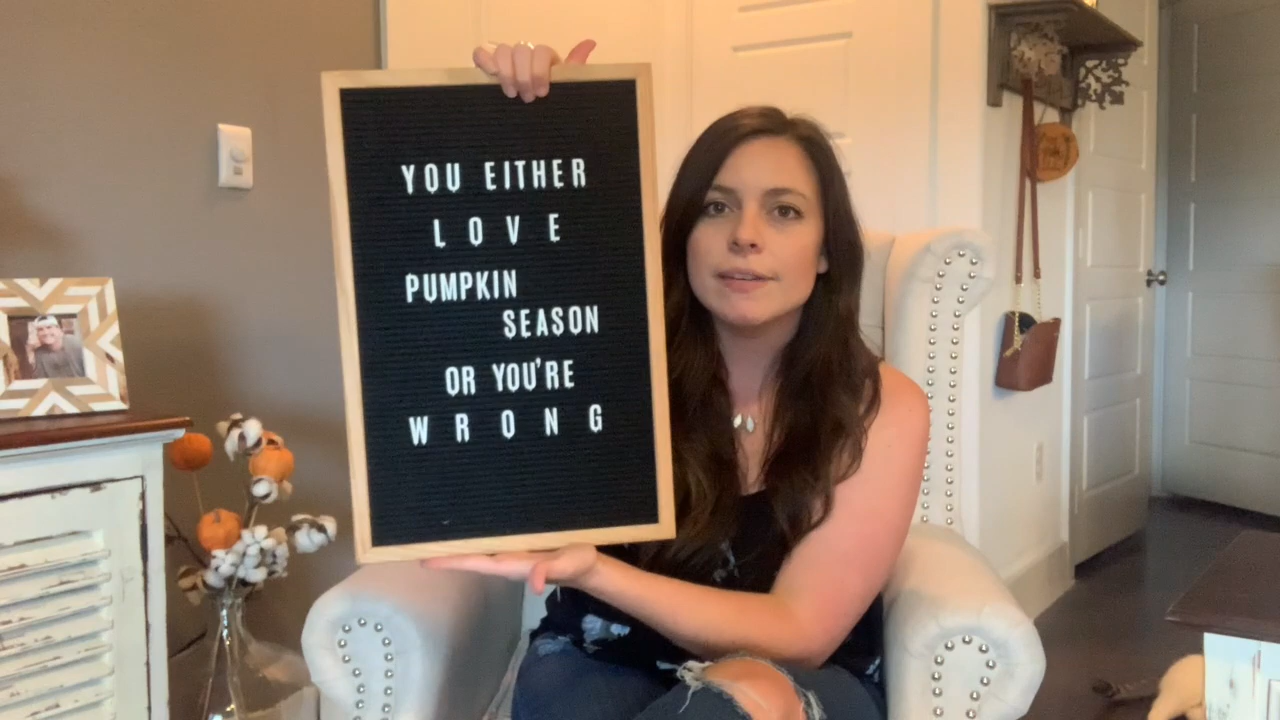 YOU EITHER
LOVE
PUMPKIN
SEASON
OR YOU'RE
WRONG